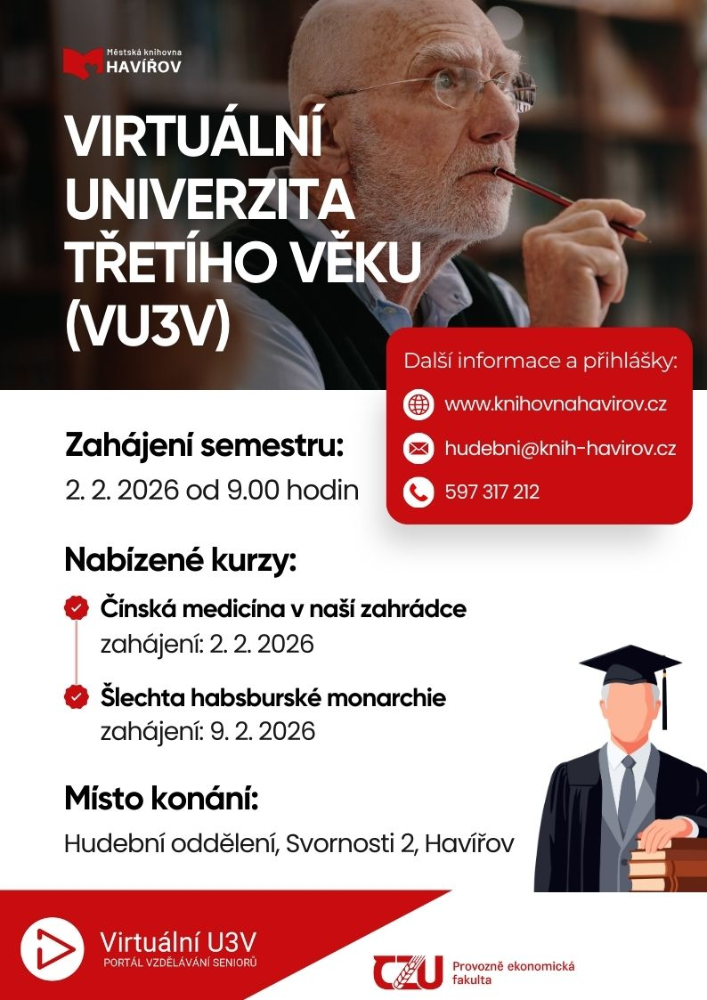 Městská knihovna
HAVÍŘOV
VIRTUÁLNÍ
UNIVERZITA
TŘETÍHO VĚKU
(VU3V)
Další informace a přihlášky:
www.knihovnahavirov.cz
hudebni@knih-havirov.cz
597 317 212
Zahájení semestru:
2. 2. 2026 od 9.00 hodin
Nabízené kurzy:
Čínská medicína v naší zahrádce
zahájení: 2. 2. 2026
Šlechta habsburské monarchie
zahájení: 9. 2. 2026
Místo konání:
Hudební oddělení, Svornosti 2, Havířov
Virtuální U3V
PORTÁL VZDĚLÁVÁNÍ SENIORŮ
ČZU
Provozně ekonomická
fakulta